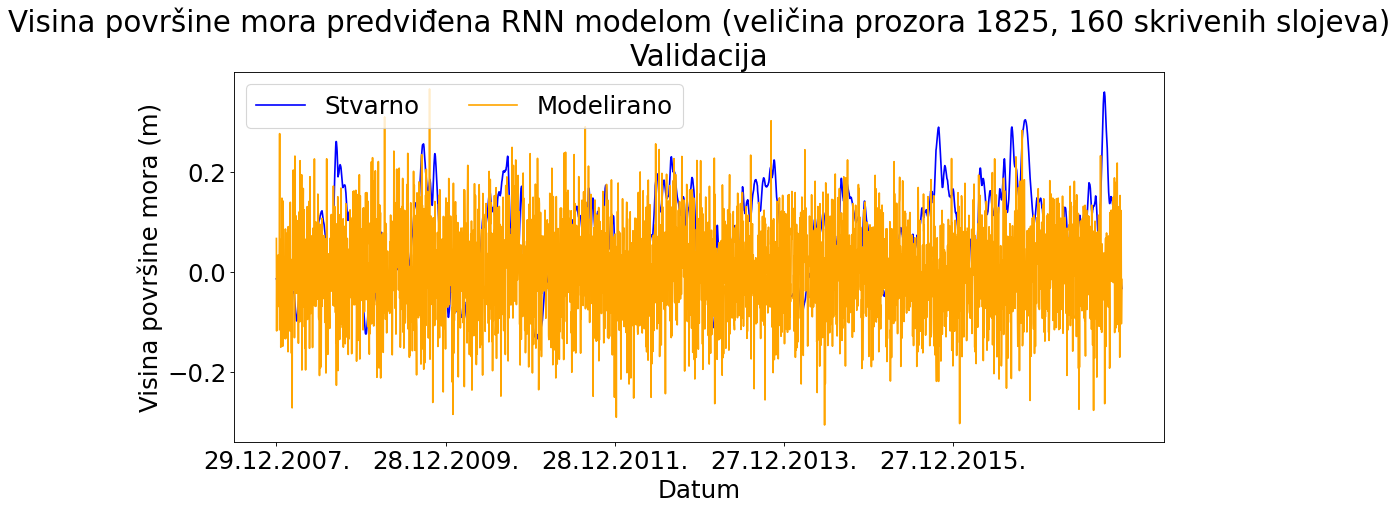 Visina površine mora predviđena RNN modelom (veličina prozora 1825, 160 skrivenih slojeva)
Validacija
Stvarno Modelirano
Visina površine mora (m)
0.2
0.0
−0.2
29.12.2007. 28.12.2009. 28.12.2011. 27.12.2013. 27.12.2015.
Datum